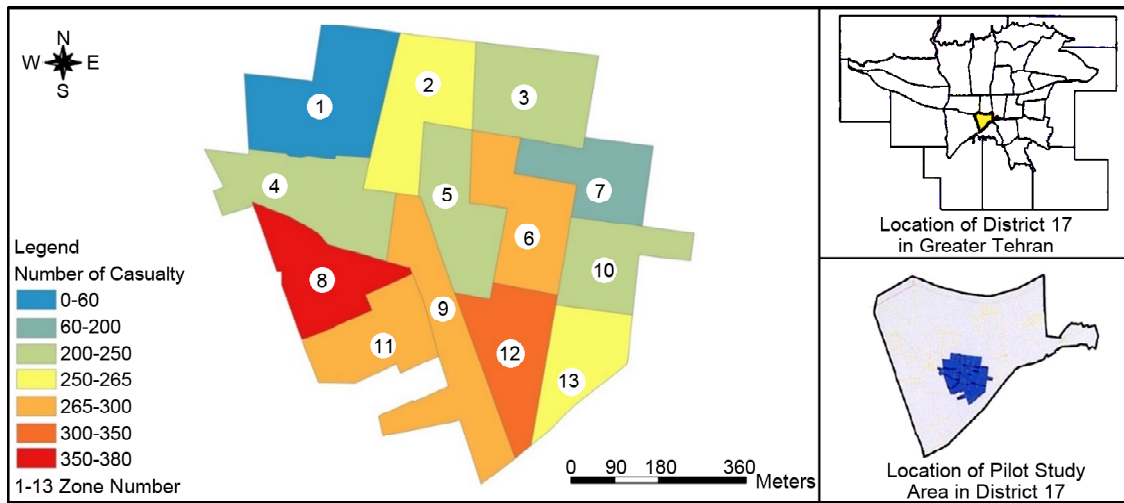 N
W E
S
1
2
3
4
5
6
7
8
9
10
11
12
13
Legend
Number of Casualty
0-60
60-200
200-250
250-265
265-300
300-350
350-380
1-13 Zone Number
0 90 180 360 Meters
Location of District 17
in Greater Tehran
Location of Pilot Study
Area in District 17